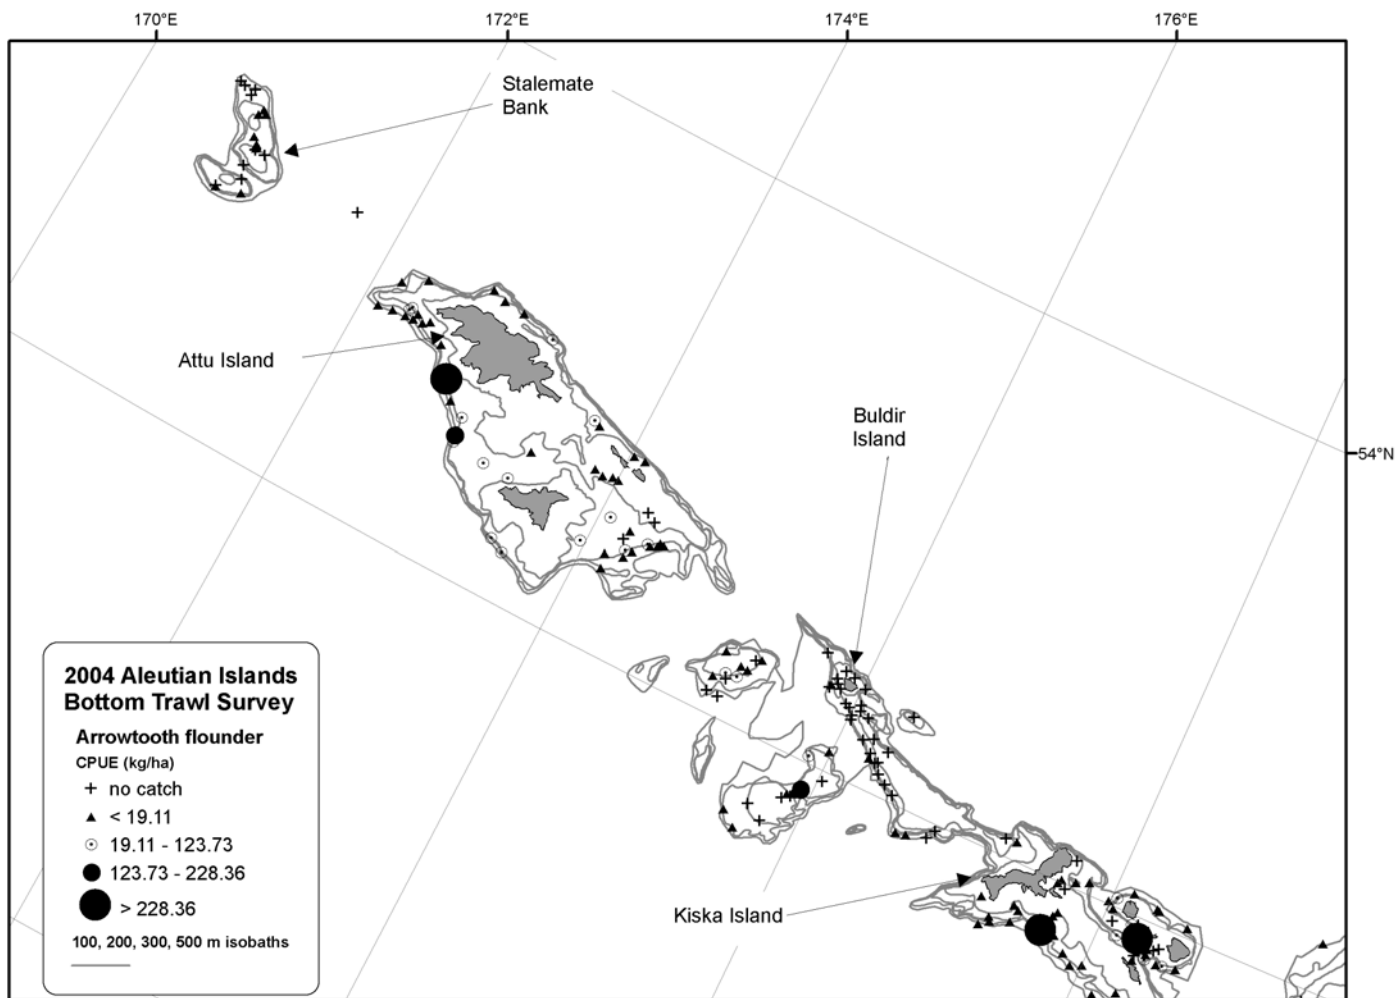 170°E
172°E
174°E
176°E
Stalemate
Bank
Attu Island
Buldir
Island
54°N
Kiska Island
2004 Aleutian Islands
Bottom Trawl Survey
Arrowtooth flounder
CPUE (kg/ha)
no catch
< 19.11
19.11 - 123.73
123.73 - 228.36
> 228.36
100, 200, 300, 500 m isobaths